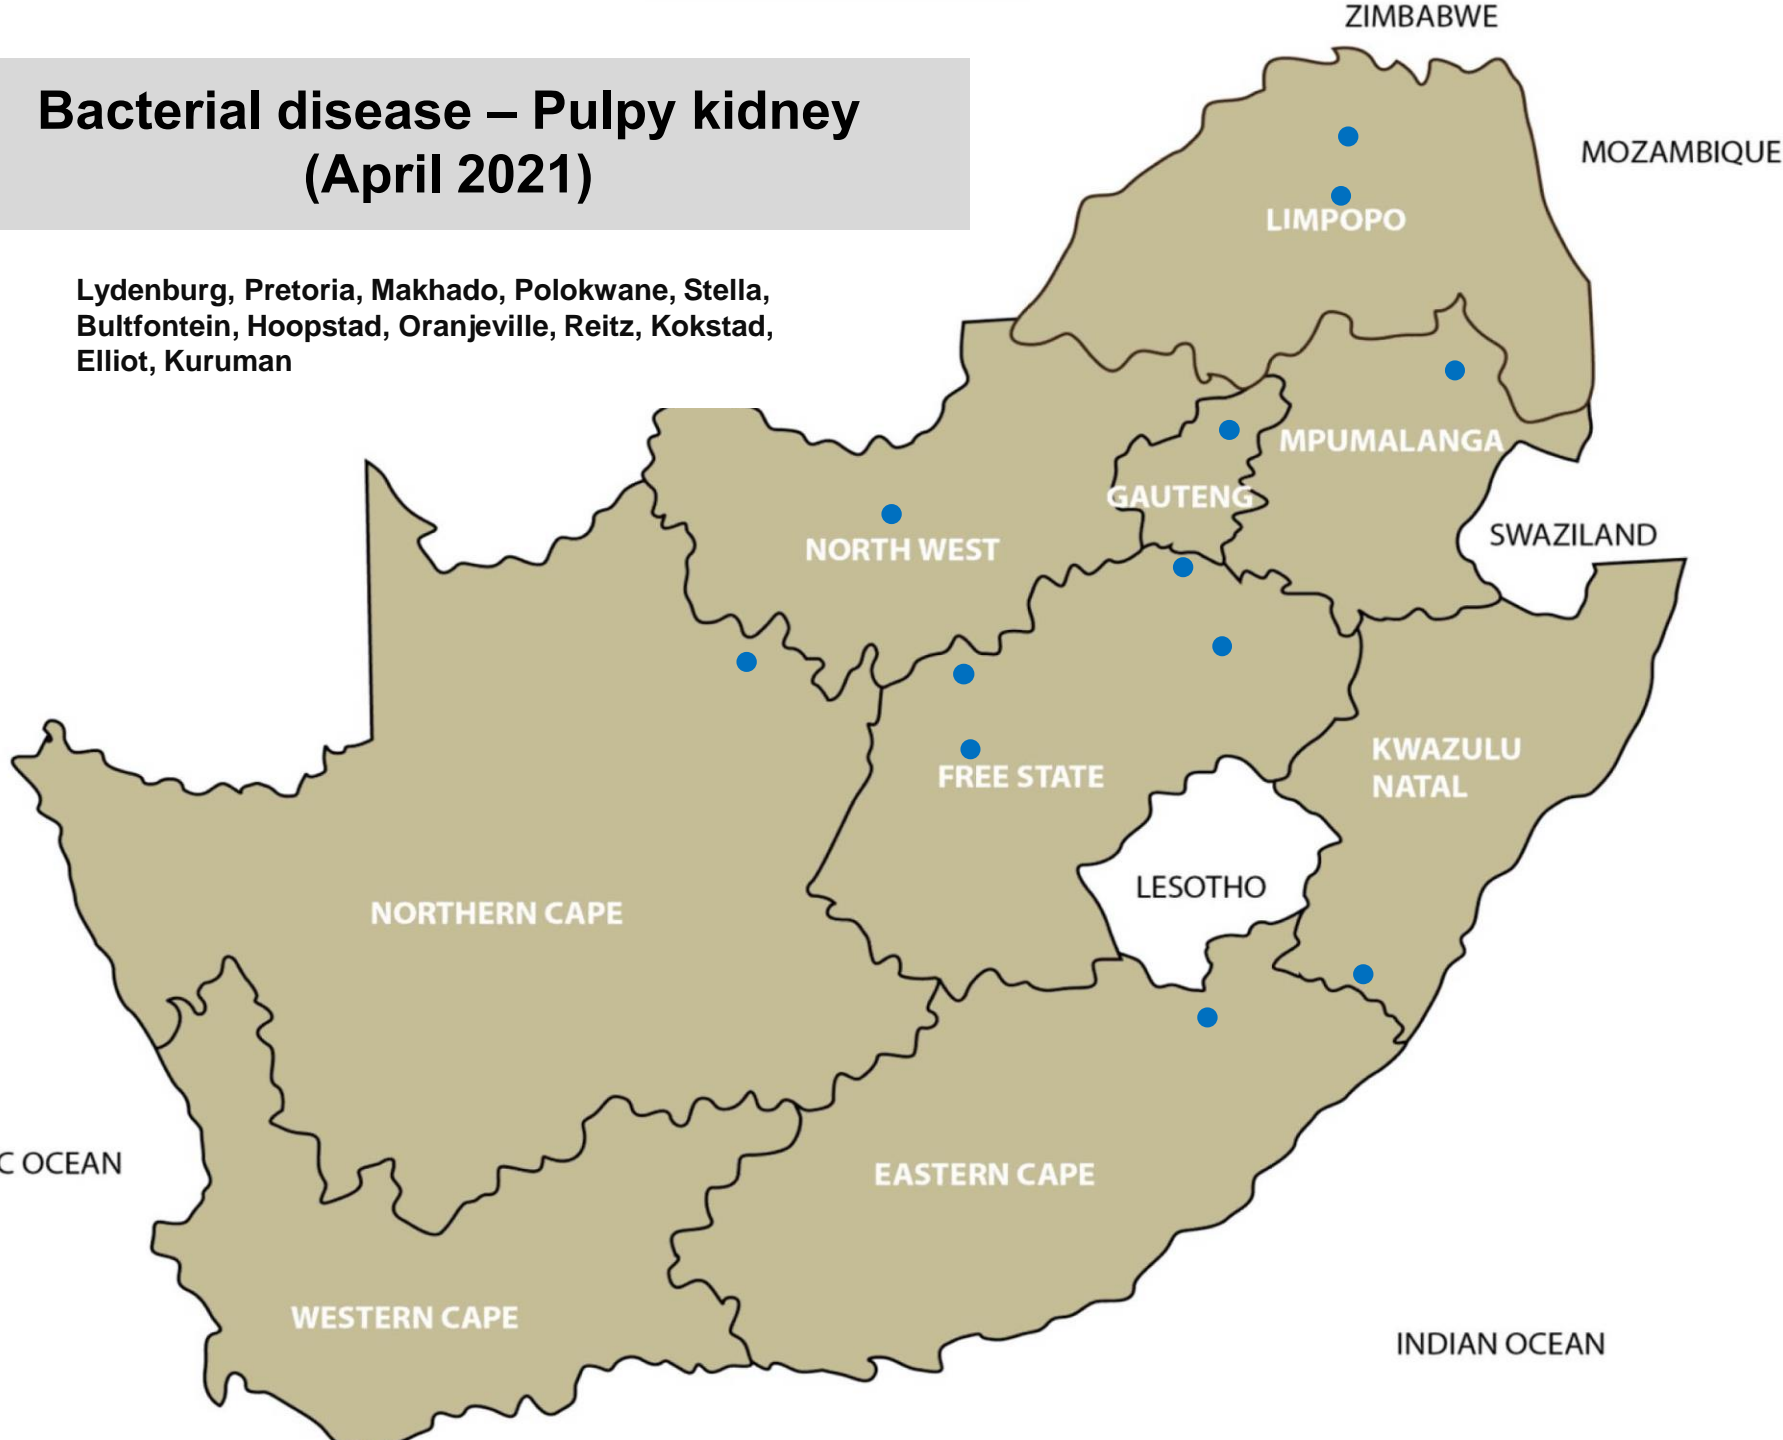 ZIMBABWE
Bacterial disease – Pulpy kidney
(April 2021)
MOZAMBIQUE
LIMPOPO
Lydenburg, Pretoria, Makhado, Polokwane, Stella,
Bultfontein, Hoopstad, Oranjeville, Reitz, Kokstad,
Elliot, Kuruman
MPUMALANGA
GAUTENG
SWAZILAND
NORTH WEST
KWAZULU
NATAL
FREE STATE
LESOTHO
NORTHERN CAPE
C OCEAN
EASTERN CAPE
WESTERN CAPE
INDIAN OCEAN